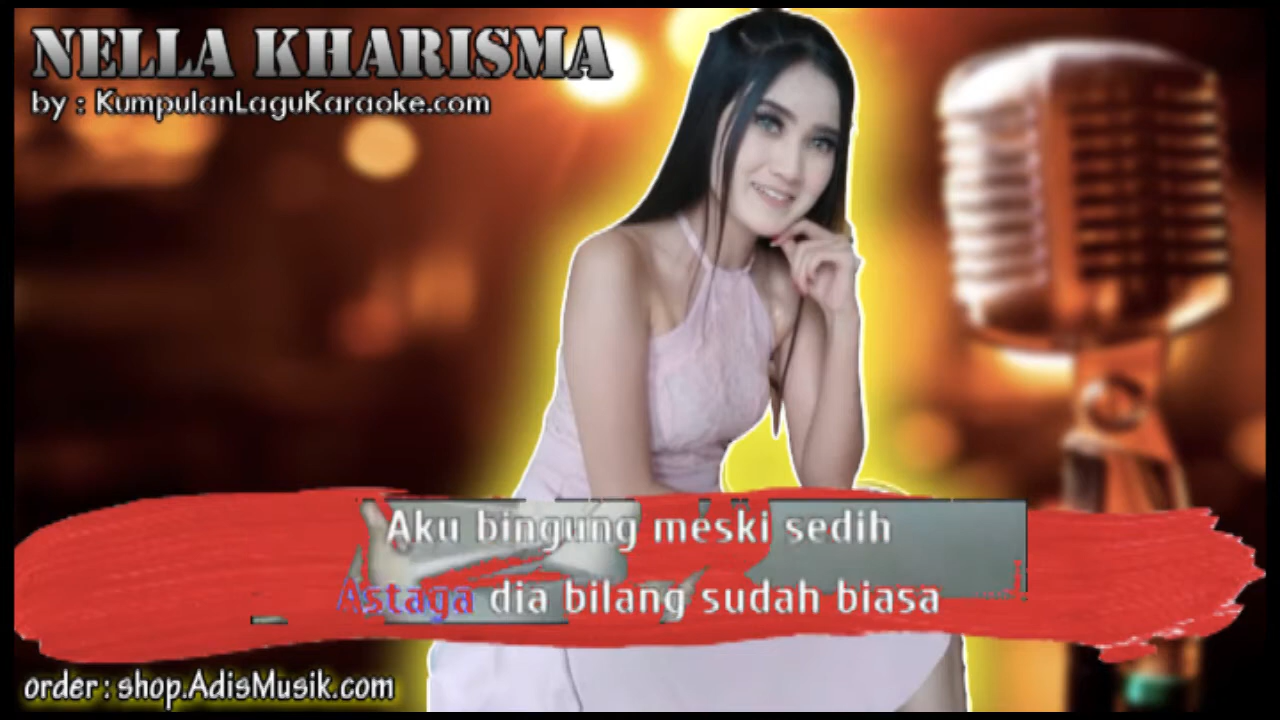 NELLA KHARISMA
by : KumpulanLaguKaraoke.com
Aku bingung meski sedih
Astaga dia bilang sudah biasa
order : shop.AdisMusik.com